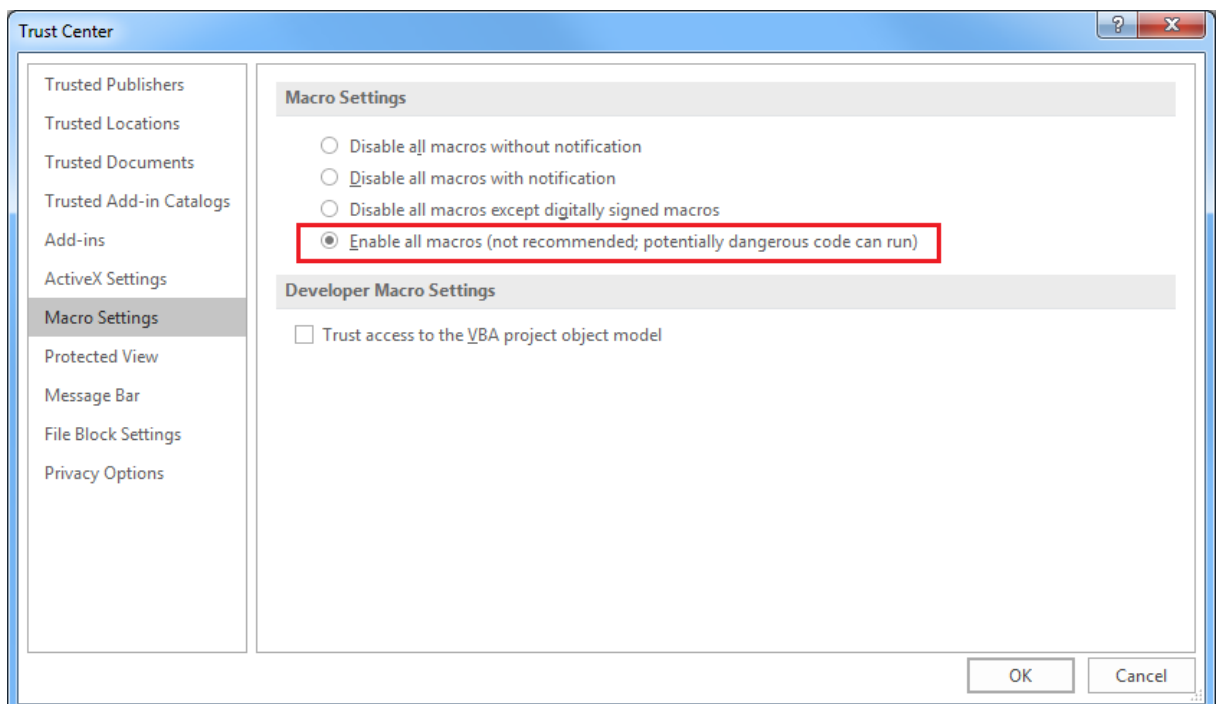 Trust Center
Trusted Publishers
Trusted Locations
Trusted Documents
Trusted Add-in Catalogs
Add-ins
ActiveX Settings
Macro Settings
Protected View
Message Bar
File Block Settings
Privacy Options
Macro Settings
Disable all macros without notification
Disable all macros with notification
Disable all macros except digitally signed macros
Enable all macros (not recommended; potentially dangerous code can run)
Developer Macro Settings
Trust access to the VBA project object model
OK
Cancel